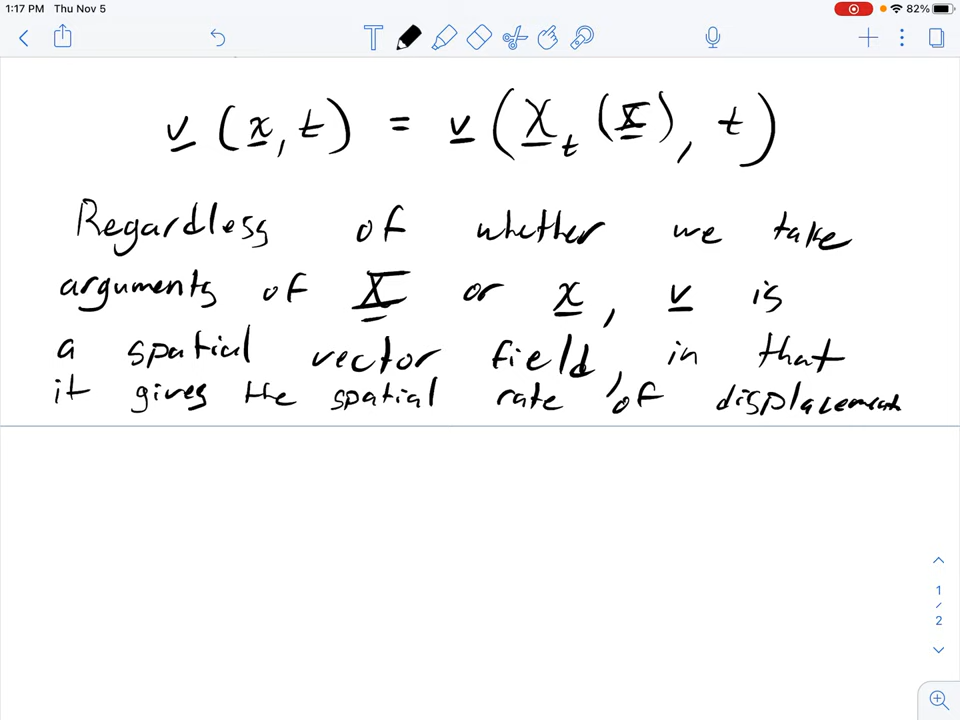 1:17 PM Thu Nov 5
82%
v (x, t) = v (χ_t (X), t)
Regardless of whether we take
arguments of X or x, v is
a spatial vector field, in that
it gives the spatial rate of displacement
1
/
2